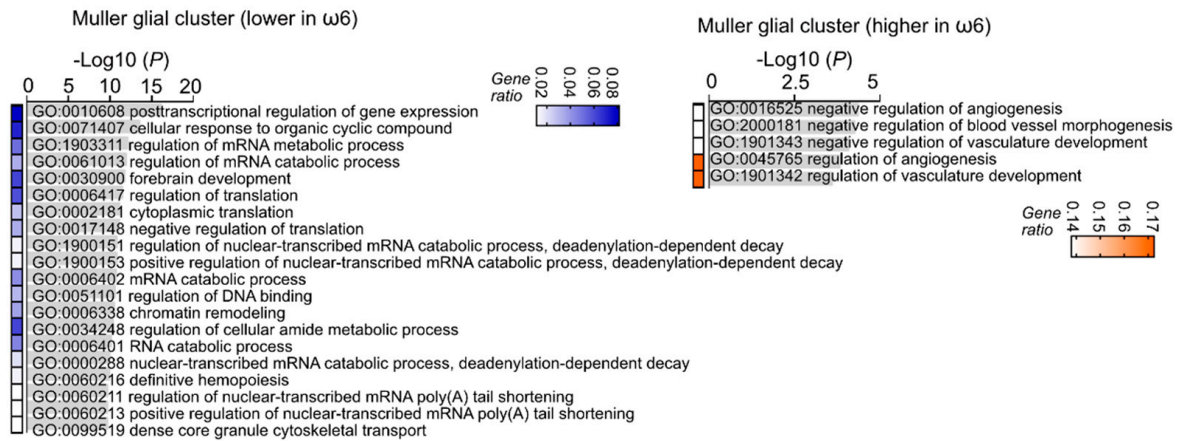 Muller glial cluster (lower in ω6)
-Log10 (P)
0 5 10 15 20
Gene ratio
0.02 0.04 0.06 0.08
GO:0010608 posttranscriptional regulation of gene expression
GO:0071407 cellular response to organic cyclic compound
GO:1903311 regulation of mRNA metabolic process
GO:0061013 regulation of mRNA catabolic process
GO:0030900 forebrain development
GO:0006417 regulation of translation
GO:0002181 cytoplasmic translation
GO:0017148 negative regulation of translation
GO:1900151 regulation of nuclear-transcribed mRNA catabolic process, deadenylation-dependent decay
GO:1900153 positive regulation of nuclear-transcribed mRNA catabolic process, deadenylation-dependent decay
GO:0006402 mRNA catabolic process
GO:0051101 regulation of DNA binding
GO:0006338 chromatin remodeling
GO:0034248 regulation of cellular amide metabolic process
GO:0006401 RNA catabolic process
GO:0000288 nuclear-transcribed mRNA catabolic process, deadenylation-dependent decay
GO:0060216 definitive hemopoiesis
GO:0060211 regulation of nuclear-transcribed mRNA poly(A) tail shortening
GO:0060213 positive regulation of nuclear-transcribed mRNA poly(A) tail shortening
GO:0099519 dense core granule cytoskeletal transport
Muller glial cluster (higher in ω6)
-Log10 (P)
0 2.5 5
GO:0016525 negative regulation of angiogenesis
GO:2000181 negative regulation of blood vessel morphogenesis
GO:1901343 negative regulation of vasculature development
GO:0045765 regulation of angiogenesis
GO:1901342 regulation of vasculature development
Gene
ratio
0.14 0.15 0.16 0.17